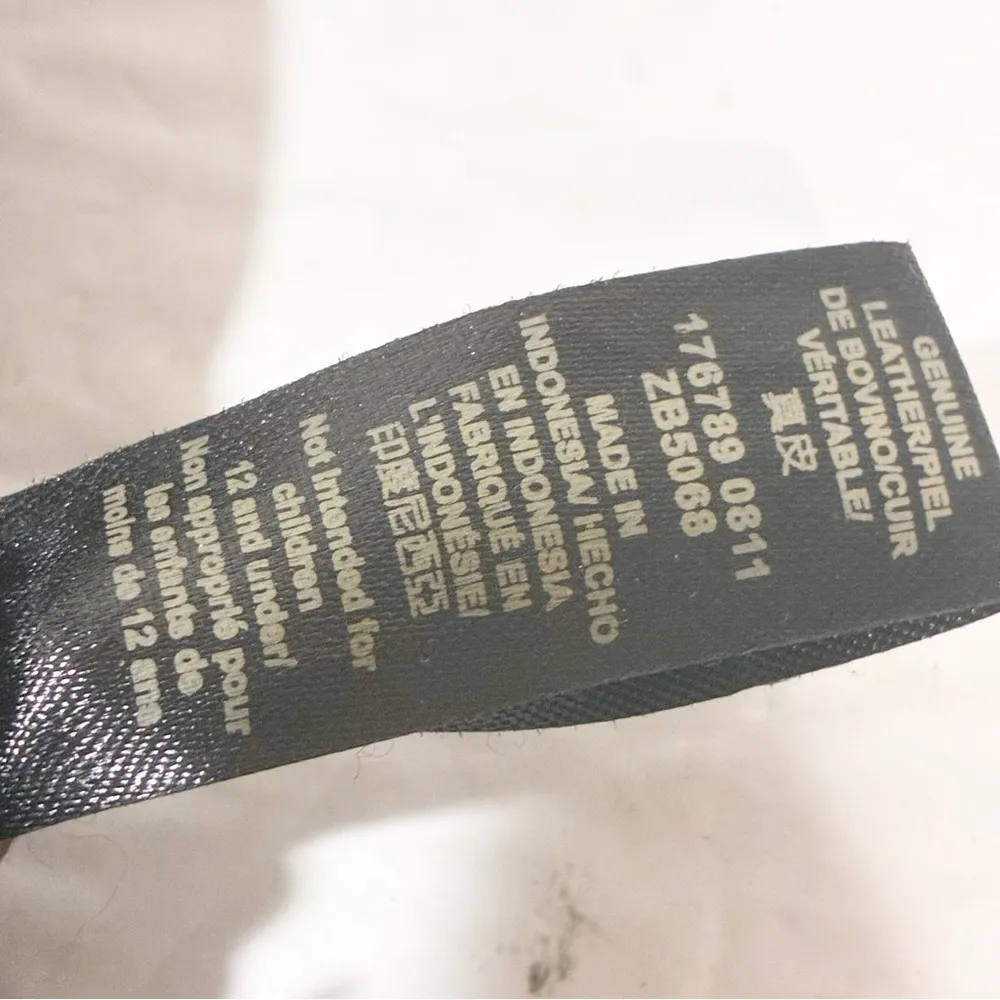 GENUINE
LEATHER/PIEL
DE BOVINO/CUIR
VÉRITABLE/
真皮
176789 0811
ZB5068
MADE IN
INDONESIA/ HECHO
EN INDONESIA
FABRIQUÉ EN
L'INDONÉSIE/
印度尼西亞
Not intended for
children
12 and under/
Non approprié pour
les enfants de
moins de 12 ans